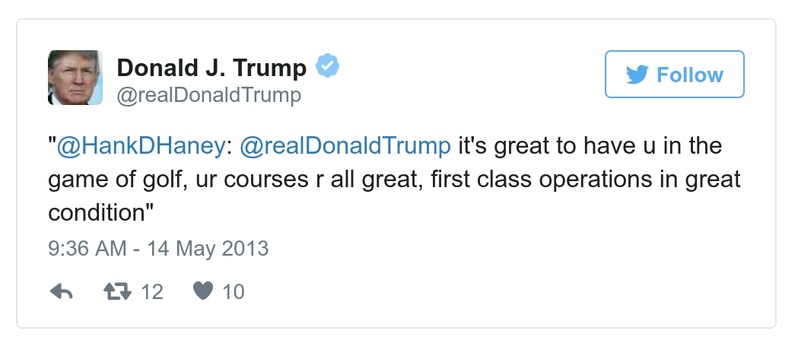 Donald J. Trump
@realDonaldTrump
Follow
"@HankDHaney: @realDonaldTrump it's great to have u in the
game of golf, ur courses r all great, first class operations in great
condition"
9:36 AM - 14 May 2013
12 10